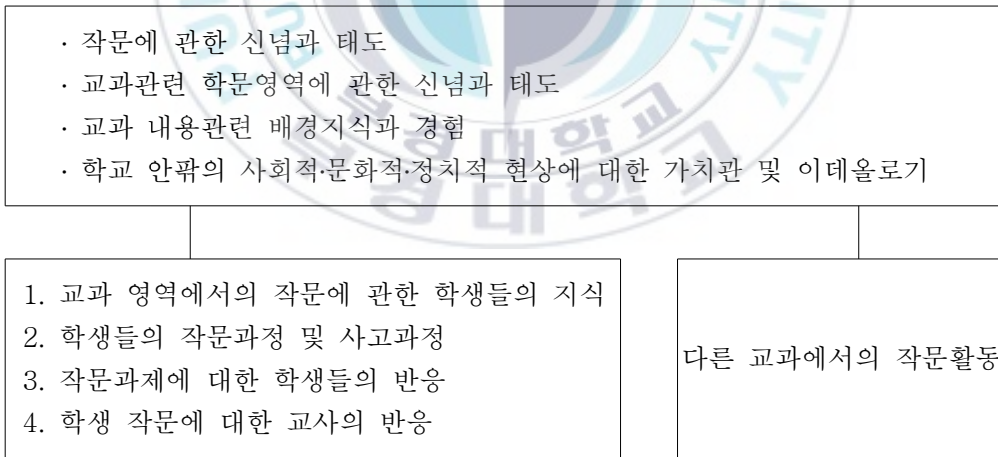 · 작문에 관한 신념과 태도
· 교과관련 학문영역에 관한 신념과 태도
· 교과 내용관련 배경지식과 경험
· 학교 안팎의 사회적·문화적·정치적 현상에 대한 가치관 및 이데올로기
1. 교과 영역에서의 작문에 관한 학생들의 지식
2. 학생들의 작문과정 및 사고과정
3. 작문과제에 대한 학생들의 반응
4. 학생 작문에 대한 교사의 반응
다른 교과에서의 작문활동